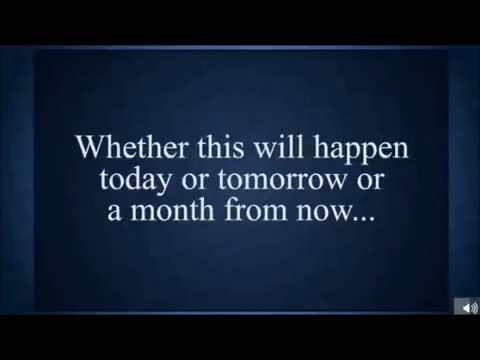 Whether this will happen
today or tomorrow or
a month from now...